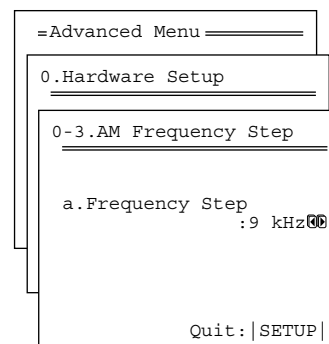 Advanced Menu
0.Hardware Setup
0-3.AM Frequency Step
a.Frequency Step
:9 kHz
Quit:|SETUP|